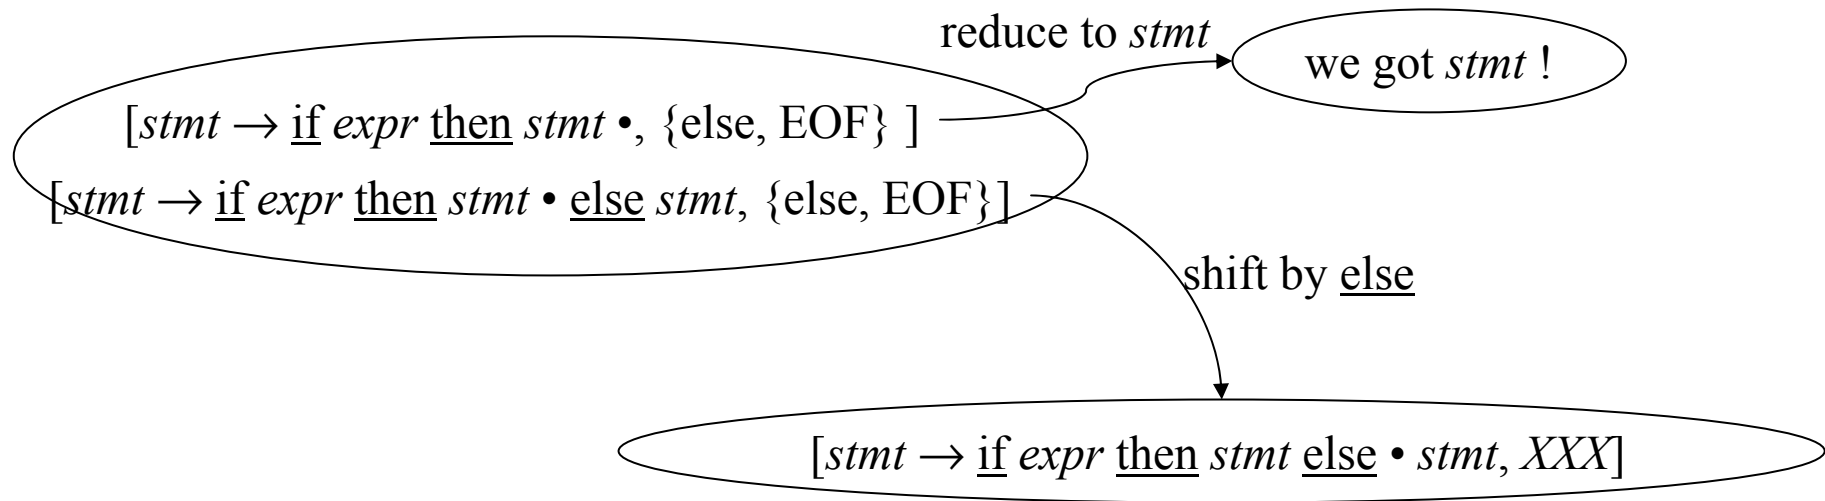 reduce to stmt
we got stmt !
[stmt → if expr then stmt •, {else, EOF} ]
[stmt → if expr then stmt • else stmt, {else, EOF}]
shift by else
[stmt → if expr then stmt else • stmt, XXX]